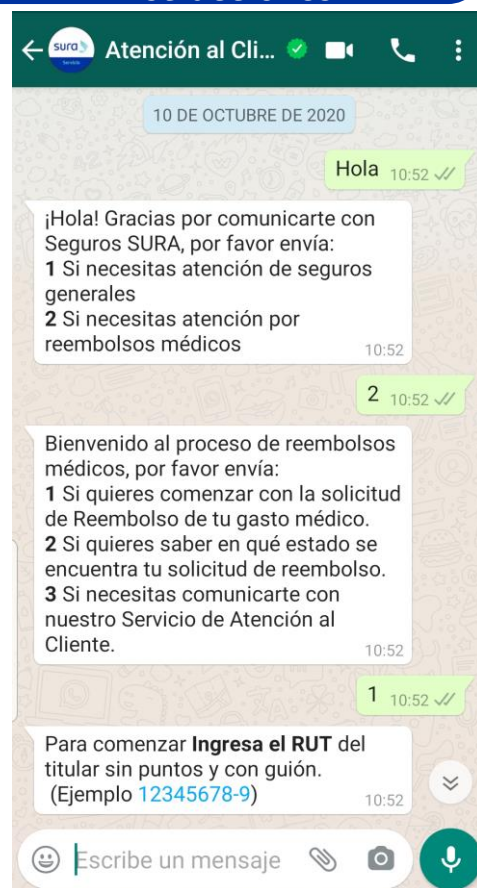 sura
Servicio
Atención al Cli...
10 DE OCTUBRE DE 2020
Hola 10:52
¡Hola! Gracias por comunicarte con
Seguros SURA, por favor envía:
1 Si necesitas atención de seguros
generales
2 Si necesitas atención por
reembolsos médicos
10:52
2 10:52
Bienvenido al proceso de reembolsos
médicos, por favor envía:
1 Si quieres comenzar con la solicitud
de Reembolso de tu gasto médico.
2 Si quieres saber en qué estado se
encuentra tu solicitud de reembolso.
3 Si necesitas comunicarte con
nuestro Servicio de Atención al
Cliente.
10:52
1 10:52
Para comenzar Ingresa el RUT del
titular sin puntos y con guión.
(Ejemplo 12345678-9)
10:52
Escribe un mensaje